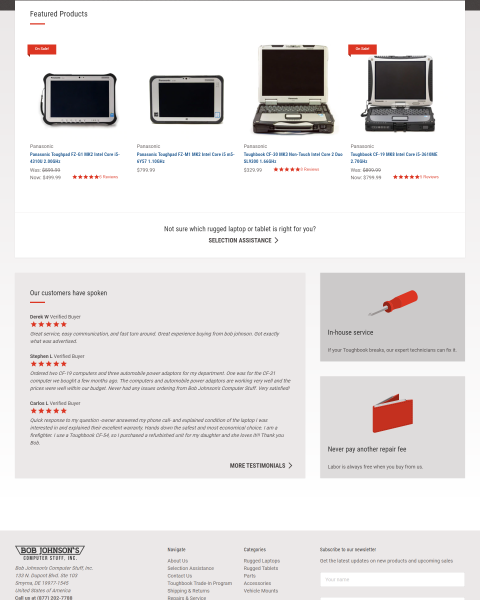 Featured Products
On Sale!
On Sale!
Panasonic
Panasonic Toughpad FZ-G1 MK2 Intel Core i5-
4310U 2.00GHz
Was: $899.99
Now: $499.99
Reviews
Panasonic
Panasonic Toughpad FZ-M1 MK2 Intel Core i5 m5-
6Y57 1.10GHz
$799.99
Panasonic
Toughbook CF-30 MK3 Non-Touch Intel Core 2 Duo
SL9300 1.66GHz
$329.99
Reviews
Panasonic
Toughbook CF-19 MK8 Intel Core i5-3610ME
2.70GHz
Was: $899.99
Now: $799.99
Reviews
Not sure which rugged laptop or tablet is right for you?
SELECTION ASSISTANCE
Our customers have spoken
Derek W Verified Buyer
Great service, easy communication, and fast turn around. Great experience buying from bob johnson. Got exactly
what was advertised.
Stephen L Verified Buyer
Ordered two CF-19 computers and three automobile power adaptors for my department. One was for the CF-31
computer we bought a few months ago. The computers and automobile power adaptors are working very well and the
prices were well within our budget. Never had any issues ordering from Bob Johnson's Computer Stuff. Very satisfied!
Carlos L Verified Buyer
Quick response to my question -owner answered my phone call- and explained condition of the laptop I was
interested in and explained their excellent warranty. Hands down the safest and most economical choice. I am a
firefighter. I use a Toughbook CF-54, so I purchased a refurbished unit for my daughter and she loves it!!! Thank you
Bob.
MORE TESTIMONIALS
In-house service
If your Toughbook breaks, our expert technicians can fix it.
Never pay another repair fee
Labor is always free when you buy from us.
BOB JOHNSON'S
COMPUTER STUFF, INC.
Bob Johnson's Computer Stuff, Inc.
133 N. Dupont Blvd. Ste 103
Smyrna, DE 19977-1545
United States of America
Call us at (877) 202-7788
Navigate
About Us
Selection Assistance
Contact Us
Toughbook Trade-In Program
Shipping & Returns
Repairs & Service
Categories
Rugged Laptops
Rugged Tablets
Parts
Accessories
Vehicle Mounts
Subscribe to our newsletter
Get the latest updates on new products and upcoming sales
Your name